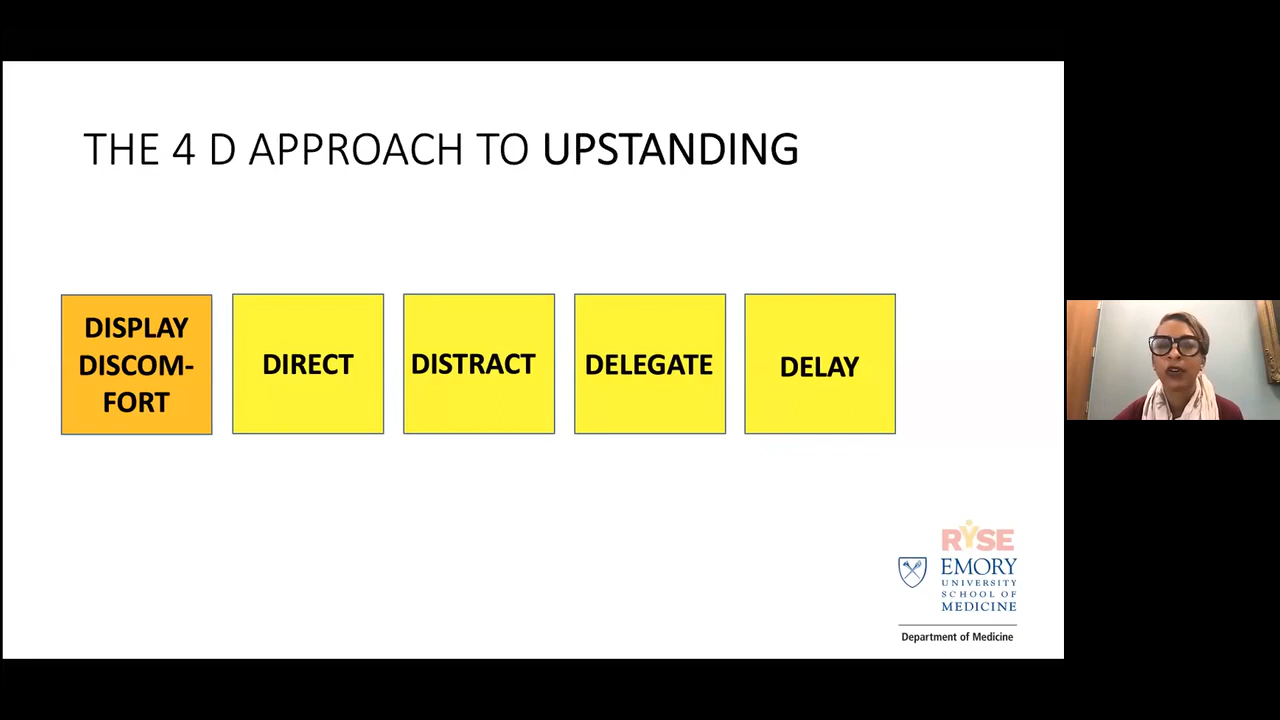 THE 4 D APPROACH TO UPSTANDING
DISPLAY
DISCOM-
FORT
DIRECT
DISTRACT
DELEGATE
DELAY
RYSE
EMORY
UNIVERSITY
SCHOOL OF
MEDICINE
Department of Medicine